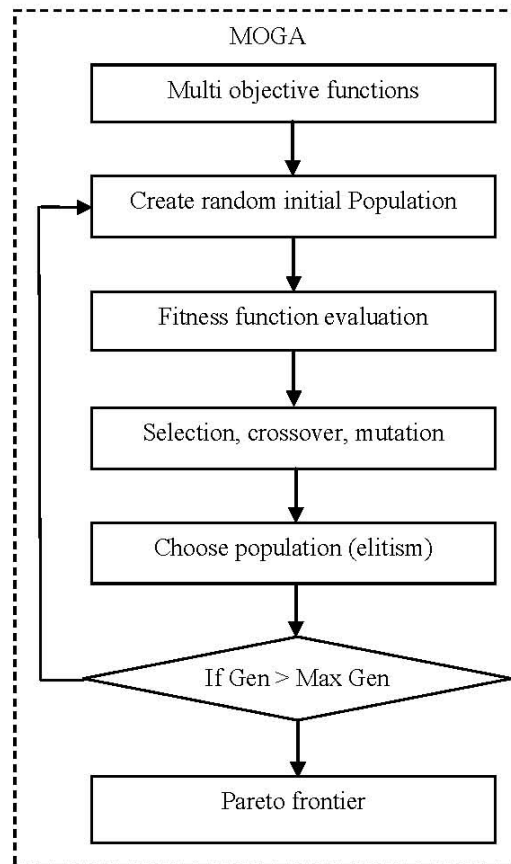 MOGA
Multi objective functions
Create random initial Population
Fitness function evaluation
Selection, crossover, mutation
Choose population (elitism)
If Gen > Max Gen
Pareto frontier